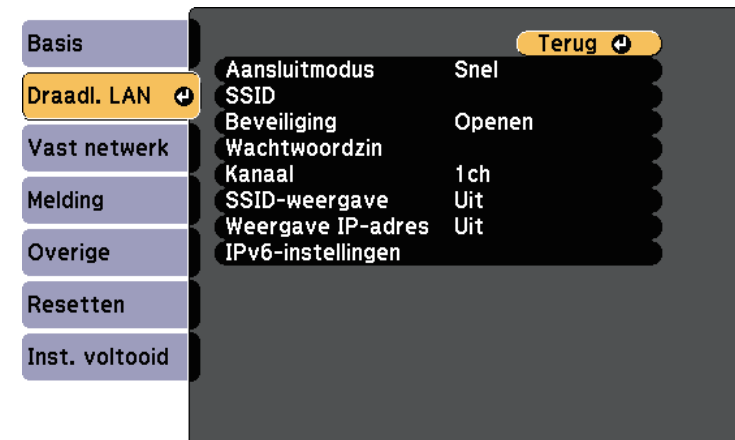 Basis
Draadl. LAN
Vast netwerk
Melding
Overige
Resetten
Inst. voltooid
Terug
Aansluitmodus Snel
SSID
Beveiliging Openen
Wachtwoordzin
Kanaal 1ch
SSID-weergave Uit
Weergave IP-adres Uit
IPv6-instellingen